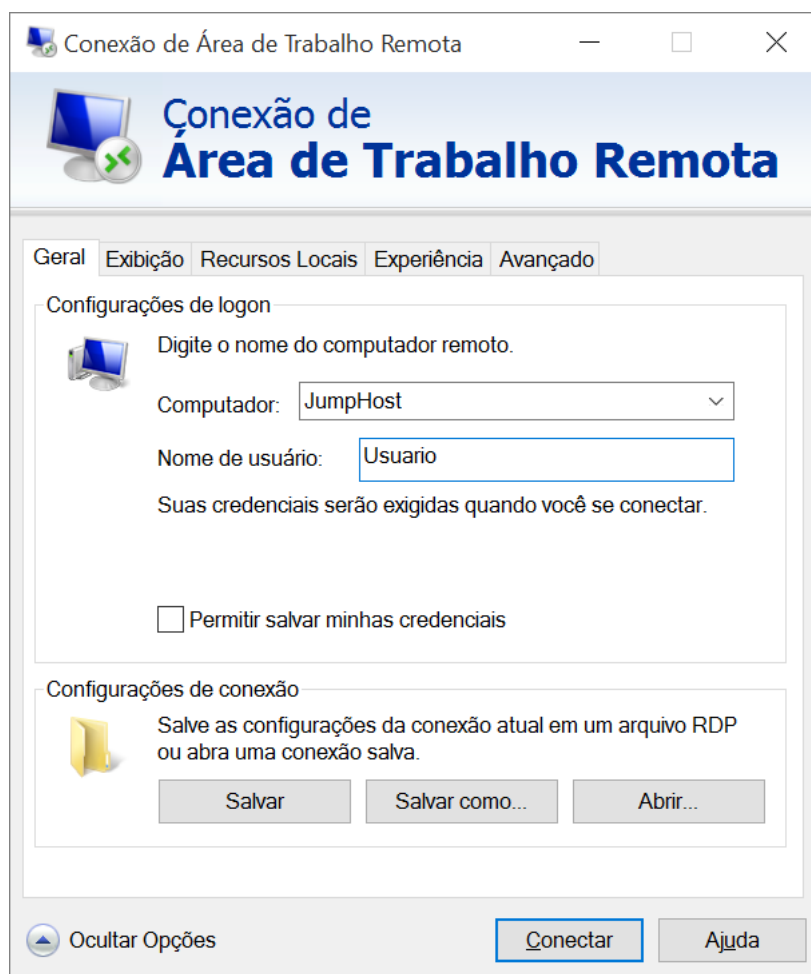 Conexão de Área de Trabalho Remota
Conexão de
Área de Trabalho Remota
Geral Exibição Recursos Locais Experiência Avançado
Configurações de logon
Digite o nome do computador remoto.
Computador: JumpHost
Nome de usuário: Usuario
Suas credenciais serão exigidas quando você se conectar.
Permitir salvar minhas credenciais
Configurações de conexão
Salve as configurações da conexão atual em um arquivo RDP
ou abra uma conexão salva.
Salvar Salvar como... Abrir...
Ocultar Opções Conectar Ajuda